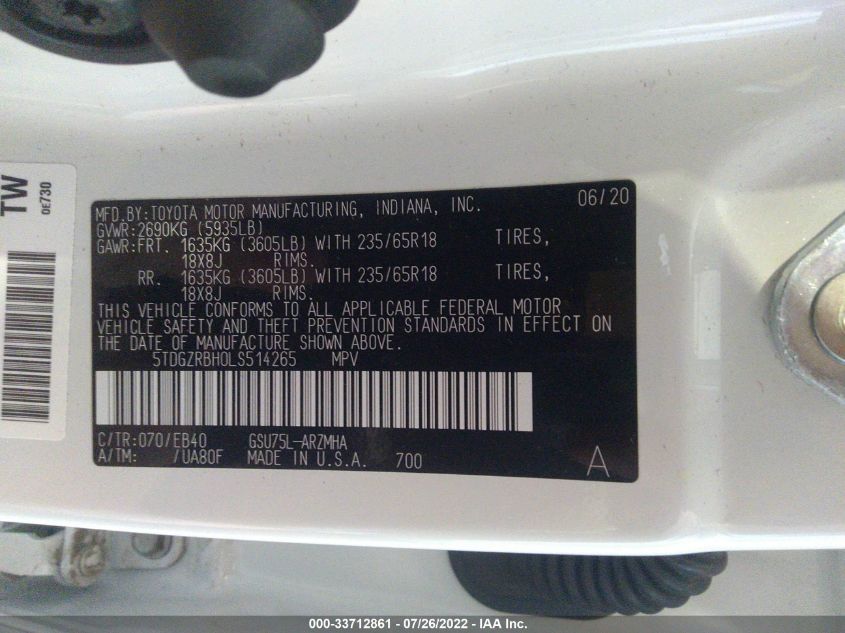 TW
0E730
06/20
MFD.BY:TOYOTA MOTOR MANUFACTURING, INDIANA, INC.
GVWR:2690KG (5935LB)
GAWR:FRT. 1635KG (3605LB) WITH 235/65R18 TIRES,
18X8J RIMS.
RR. 1635KG (3605LB) WITH 235/65R18 TIRES,
18X8J RIMS.
THIS VEHICLE CONFORMS TO ALL APPLICABLE FEDERAL MOTOR
VEHICLE SAFETY AND THEFT PREVENTION STANDARDS IN EFFECT ON
THE DATE OF MANUFACTURE SHOWN ABOVE.
5TDGZRBH0LS514265 MPV
C/TR:070/EB40 GSU75L-ARZMHA
A/TM: /UA80F MADE IN U.S.A. 700
A
000-33712861 - 07/26/2022 - IAA Inc.